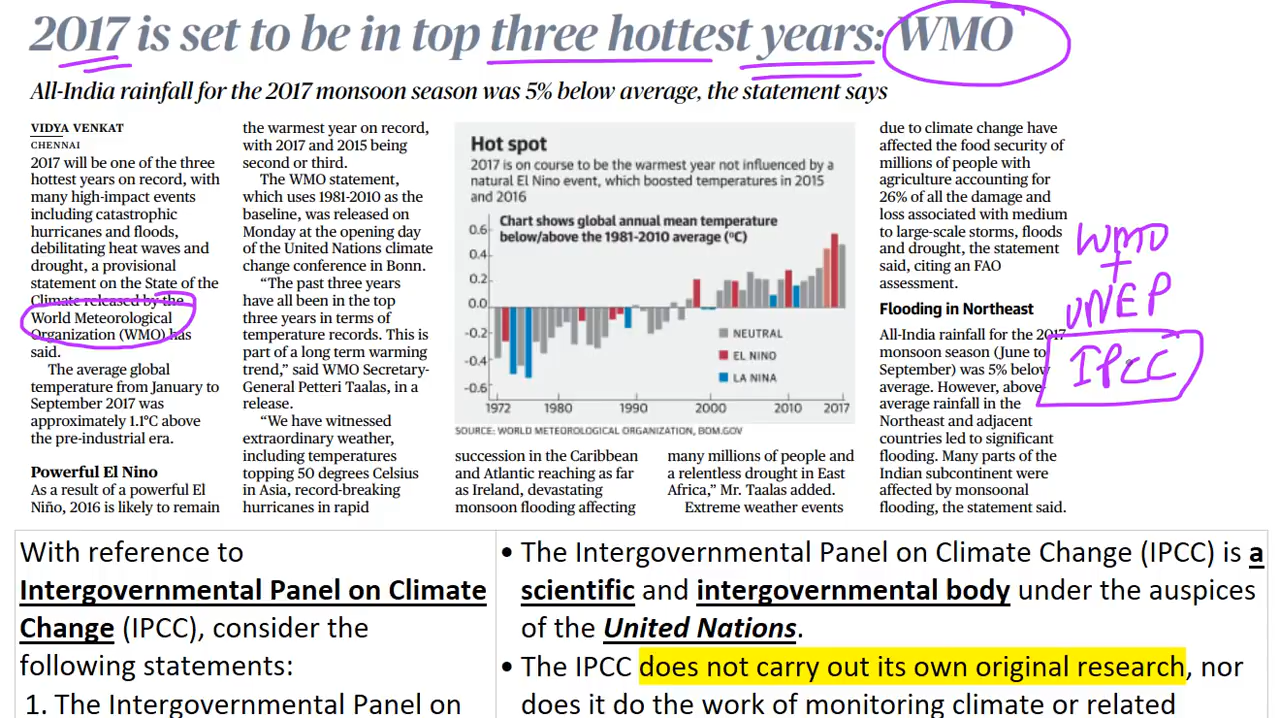 2017 is set to be in top three hottest years: WMO
All-India rainfall for the 2017 monsoon season was 5% below average, the statement says
VIDYA VENKAT
CHENNAI
2017 will be one of the three
hottest years on record, with
many high-impact events
including catastrophic
hurricanes and floods,
debilitating heat waves and
drought, a provisional
statement on the State of the
Climate released by the
World Meteorological
Organization (WMO) has
said.
The average global
temperature from January to
September 2017 was
approximately 1.1°C above
the pre-industrial era.
Powerful El Nino
As a result of a powerful El
Niño, 2016 is likely to remain
the warmest year on record,
with 2017 and 2015 being
second or third.
The WMO statement,
which uses 1981-2010 as the
baseline, was released on
Monday at the opening day
of the United Nations climate
change conference in Bonn.
“The past three years
have all been in the top
three years in terms of
temperature records. This is
part of a long term warming
trend,” said WMO Secretary-
General Petteri Taalas, in a
release.
“We have witnessed
extraordinary weather,
including temperatures
topping 50 degrees Celsius
in Asia, record-breaking
hurricanes in rapid
Hot spot
2017 is on course to be the warmest year not influenced by a
natural El Nino event, which boosted temperatures in 2015
and 2016
Chart shows global annual mean temperature
below/above the 1981-2010 average (°C)
0.6
0.4
0.2
0.0
-0.2
-0.4
-0.6
NEUTRAL
EL NINO
LA NINA
1972 1980 1990 2000 2010 2017
SOURCE: WORLD METEOROLOGICAL ORGANIZATION, BOM.GOV
succession in the Caribbean
and Atlantic reaching as far
as Ireland, devastating
monsoon flooding affecting
many millions of people and
a relentless drought in East
Africa,” Mr. Taalas added.
Extreme weather events
due to climate change have
affected the food security of
millions of people with
agriculture accounting for
26% of all the damage and
loss associated with medium
to large-scale storms, floods
and drought, the statement
said, citing an FAO
assessment.
Flooding in Northeast
All-India rainfall for the 2017
monsoon season (June to
September) was 5% below
average. However, above-
average rainfall in the
Northeast and adjacent
countries led to significant
flooding. Many parts of the
Indian subcontinent were
affected by monsoonal
flooding, the statement said.
WMO
+
UNEP
IPCC
With reference to
Intergovernmental Panel on Climate
Change (IPCC), consider the
following statements:
1. The Intergovernmental Panel on
• The Intergovernmental Panel on Climate Change (IPCC) is a
scientific and intergovernmental body under the auspices
of the United Nations.
• The IPCC does not carry out its own original research, nor
does it do the work of monitoring climate or related